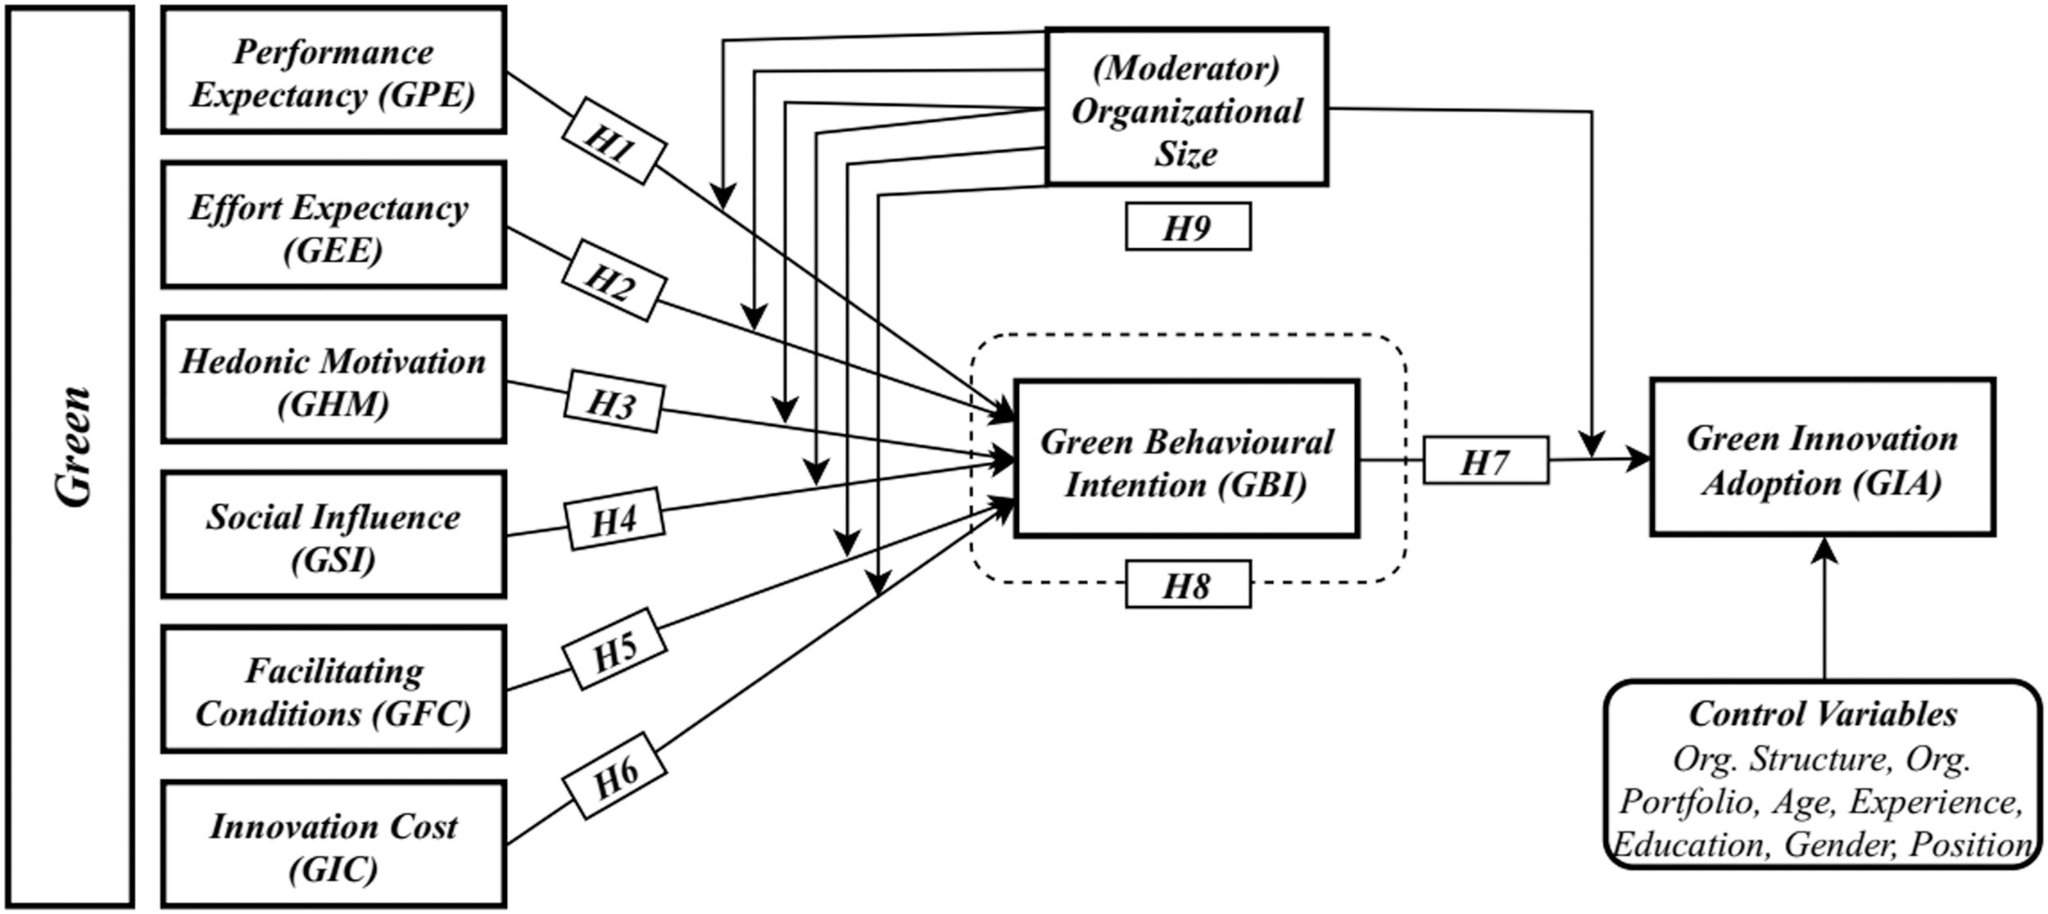 Green
Performance
Expectancy (GPE)
Effort Expectancy
(GEE)
Hedonic Motivation
(GHM)
Social Influence
(GSI)
Facilitating
Conditions (GFC)
Innovation Cost
(GIC)
H1
H2
H3
H4
H5
H6
(Moderator)
Organizational
Size
H9
Green Behavioural
Intention (GBI)
H8
H7
Green Innovation
Adoption (GIA)
Control Variables
Org. Structure, Org.
Portfolio, Age, Experience,
Education, Gender, Position